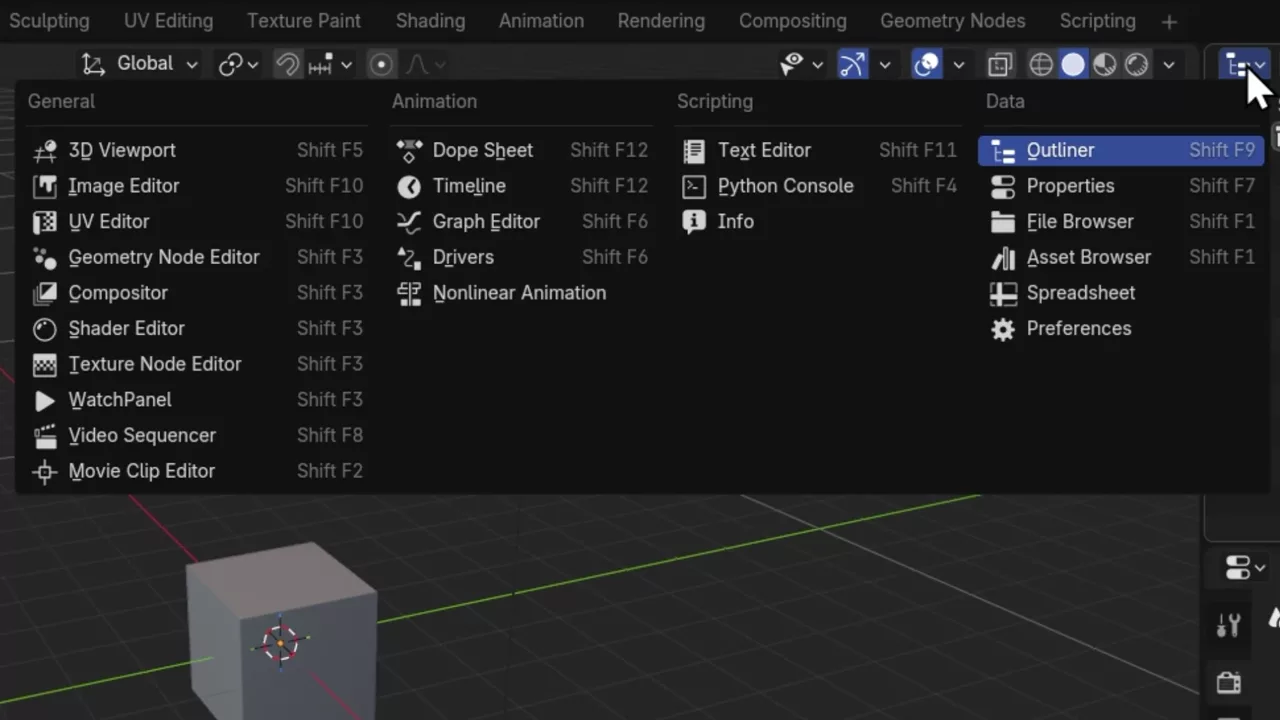 Sculpting UV Editing Texture Paint Shading Animation Rendering Compositing Geometry Nodes Scripting +
Global
General Animation Scripting Data
3D Viewport Shift F5 Dope Sheet Shift F12 Text Editor Shift F11 Outliner Shift F9
Image Editor Shift F10 Timeline Shift F12 Python Console Shift F4 Properties Shift F7
UV Editor Shift F10 Graph Editor Shift F6 Info File Browser Shift F1
Geometry Node Editor Shift F3 Drivers Shift F6 Asset Browser Shift F1
Compositor Shift F3 Nonlinear Animation Spreadsheet
Shader Editor Shift F3 Preferences
Texture Node Editor Shift F3
WatchPanel Shift F3
Video Sequencer Shift F8
Movie Clip Editor Shift F2